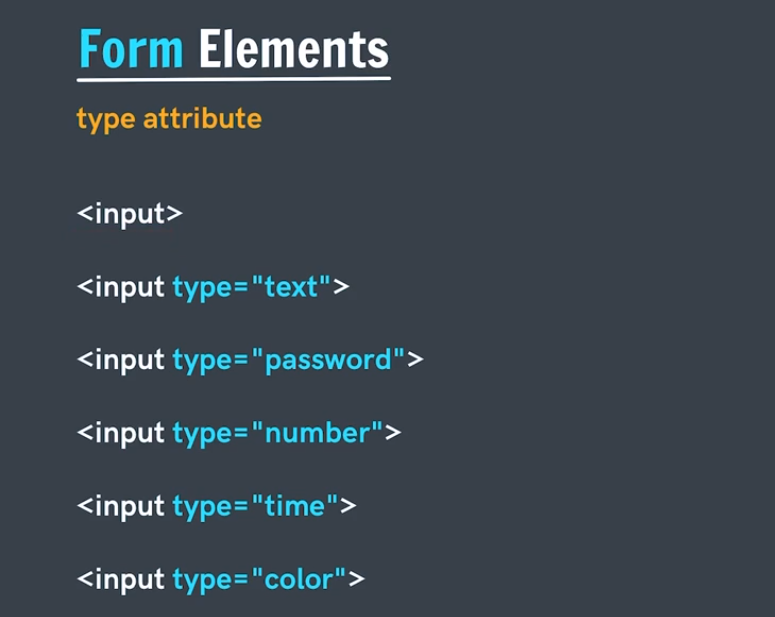 Form Elements
type attribute
<input>
<input type="text">
<input type="password">
<input type="number">
<input type="time">
<input type="color">